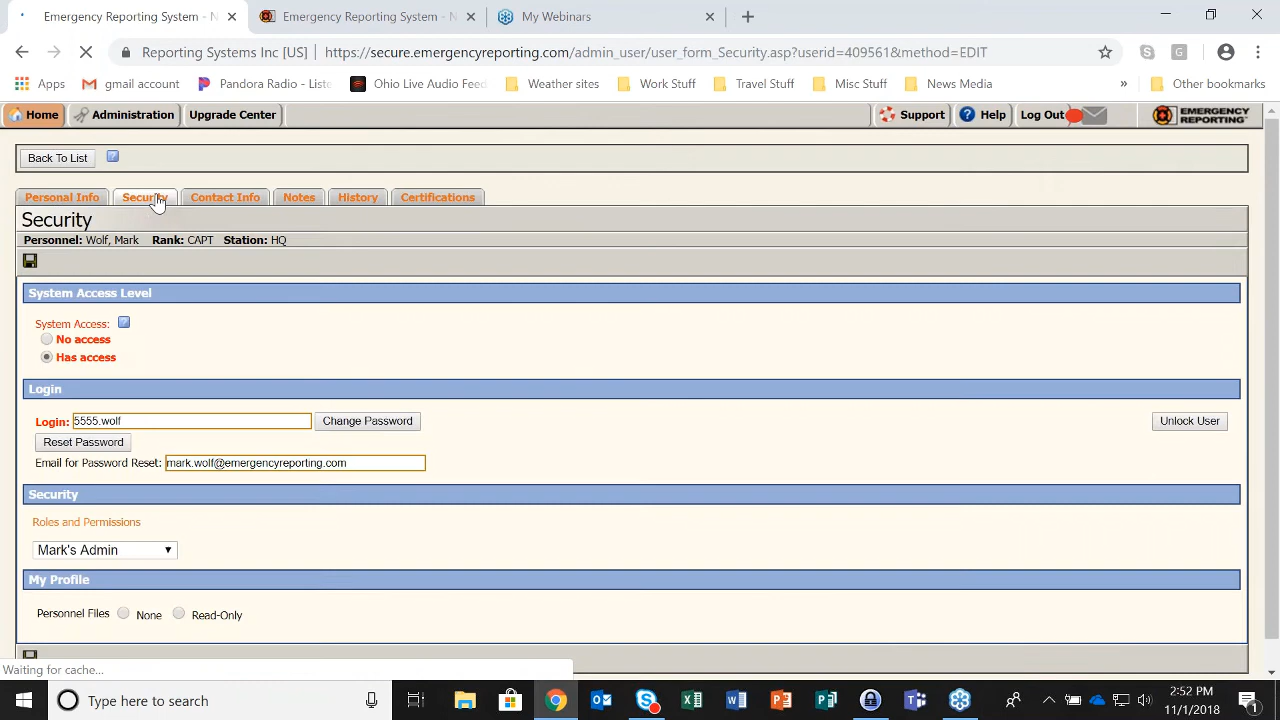 Emergency Reporting System - N
Emergency Reporting System - N
My Webinars
Reporting Systems Inc [US]
https://secure.emergencyreporting.com/admin_user/user_form_Security.asp?userid=409561&method=EDIT
Apps
gmail account
Pandora Radio - Liste
Ohio Live Audio Feed
Weather sites
Work Stuff
Travel Stuff
Misc Stuff
News Media
»
Other bookmarks
Home
Administration
Upgrade Center
Support
Help
Log Out
EMERGENCY
REPORTING
Back To List
Personal Info
Security
Contact Info
Notes
History
Certifications
Security
Personnel: Wolf, Mark Rank: CAPT Station: HQ
System Access Level
System Access:
No access
Has access
Login
Login: 5555.wolf
Change Password
Unlock User
Reset Password
Email for Password Reset: mark.wolf@emergencyreporting.com
Security
Roles and Permissions
Mark's Admin
My Profile
Personnel Files
None
Read-Only
Waiting for cache...
Type here to search
2:52 PM
11/1/2018